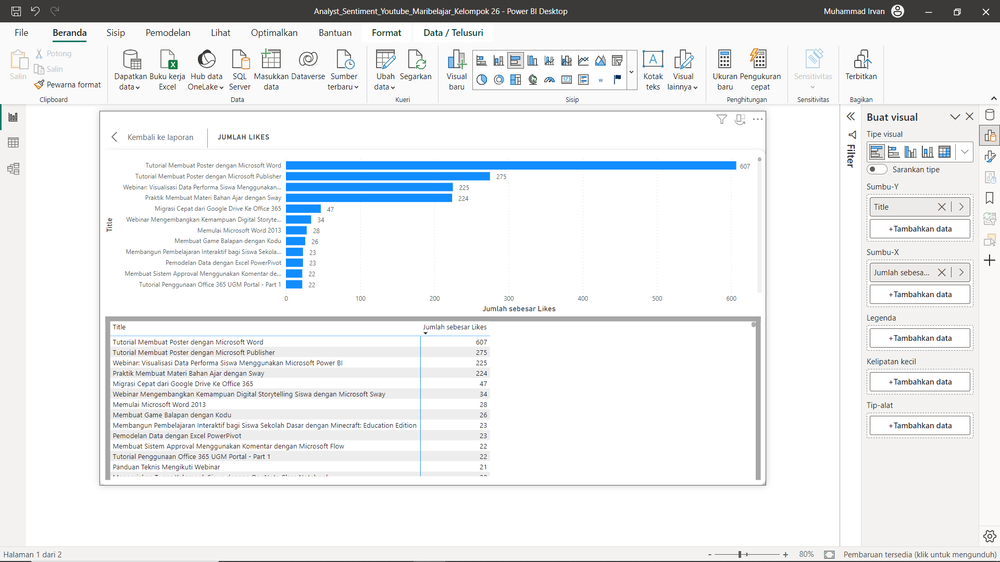 Analyst_Sentiment_Youtube_Maribelajar_Kelompok 26 - Power BI Desktop
Muhammad Irvan
File
Beranda
Sisip
Pemodelan
Lihat
Optimalkan
Bantuan
Format
Data / Telusuri
Salin
Potong
Salin
Pewarna format
Clipboard
Dapatkan data
Buku kerja Excel
Hub data OneLake
SQL Server
Masukkan data
Dataverse
Sumber terbaru
Data
Ubah data
Segarkan
Kueri
Visual baru
123
W
A
Kotak teks
Visual lainnya
Sisip
Ukuran baru
Pengukuran cepat
Penghitungan
Sensitivitas
Sensitivitas
Terbitkan
Bagikan
Kembali ke laporan
JUMLAH LIKES
Title
Tutorial Membuat Poster dengan Microsoft Word 607
Tutorial Membuat Poster dengan Microsoft Publisher 275
Webinar: Visualisasi Data Performa Siswa Menggunakan... 225
Praktik Membuat Materi Bahan Ajar dengan Sway 224
Migrasi Cepat dari Google Drive Ke Office 365 47
Webinar Mengembangkan Kemampuan Digital Storyte... 34
Memulai Microsoft Word 2013 28
Membuat Game Balapan dengan Kodu 26
Membangun Pembelajaran Interaktif bagi Siswa Sekola... 23
Pemodelan Data dengan Excel PowerPivot 23
Membuat Sistem Approval Menggunakan Komentar de... 22
Tutorial Penggunaan Office 365 UGM Portal - Part 1 22
0 100 200 300 400 500 600
Jumlah sebesar Likes
Title Jumlah sebesar Likes
Tutorial Membuat Poster dengan Microsoft Word 607
Tutorial Membuat Poster dengan Microsoft Publisher 275
Webinar: Visualisasi Data Performa Siswa Menggunakan Microsoft Power BI 225
Praktik Membuat Materi Bahan Ajar dengan Sway 224
Migrasi Cepat dari Google Drive Ke Office 365 47
Webinar Mengembangkan Kemampuan Digital Storytelling Siswa dengan Microsoft Sway 34
Memulai Microsoft Word 2013 28
Membuat Game Balapan dengan Kodu 26
Membangun Pembelajaran Interaktif bagi Siswa Sekolah Dasar dengan Minecraft: Education Edition 23
Pemodelan Data dengan Excel PowerPivot 23
Membuat Sistem Approval Menggunakan Komentar dengan Microsoft Flow 22
Tutorial Penggunaan Office 365 UGM Portal - Part 1 22
Panduan Teknis Mengikuti Webinar 21
Filter
Buat visual
Tipe visual
Sarankan tipe
Sumbu-Y
Title
+Tambahkan data
Sumbu-X
Jumlah sebesa...
+Tambahkan data
Legenda
+Tambahkan data
Kelipatan kecil
+Tambahkan data
Tip-alat
+Tambahkan data
Halaman 1 dari 2
- + 80%
Pembaruan tersedia (klik untuk mengunduh)